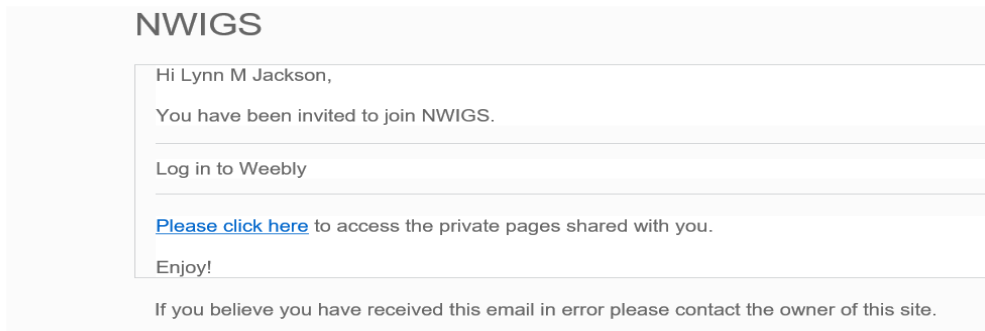 NWIGS
Hi Lynn M Jackson,
You have been invited to join NWIGS.
Log in to Weebly
Please click here to access the private pages shared with you.
Enjoy!
If you believe you have received this email in error please contact the owner of this site.